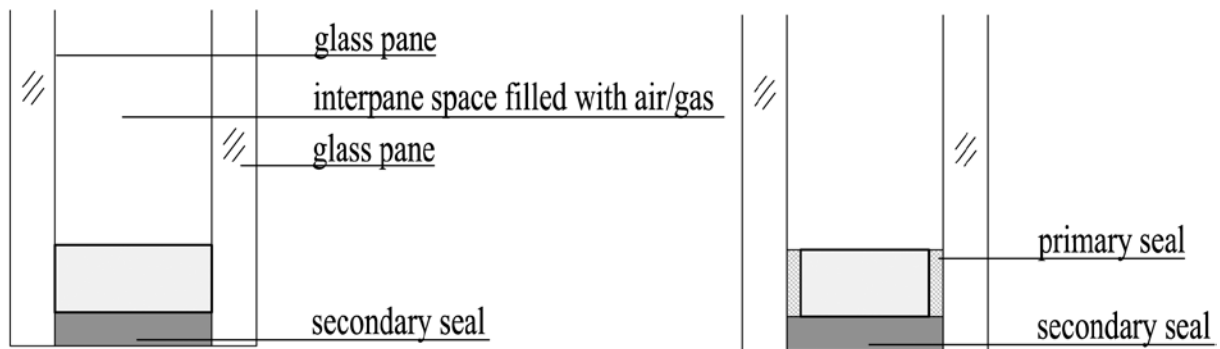 glass pane
interpane space filled with air/gas
glass pane
secondary seal
primary seal
secondary seal